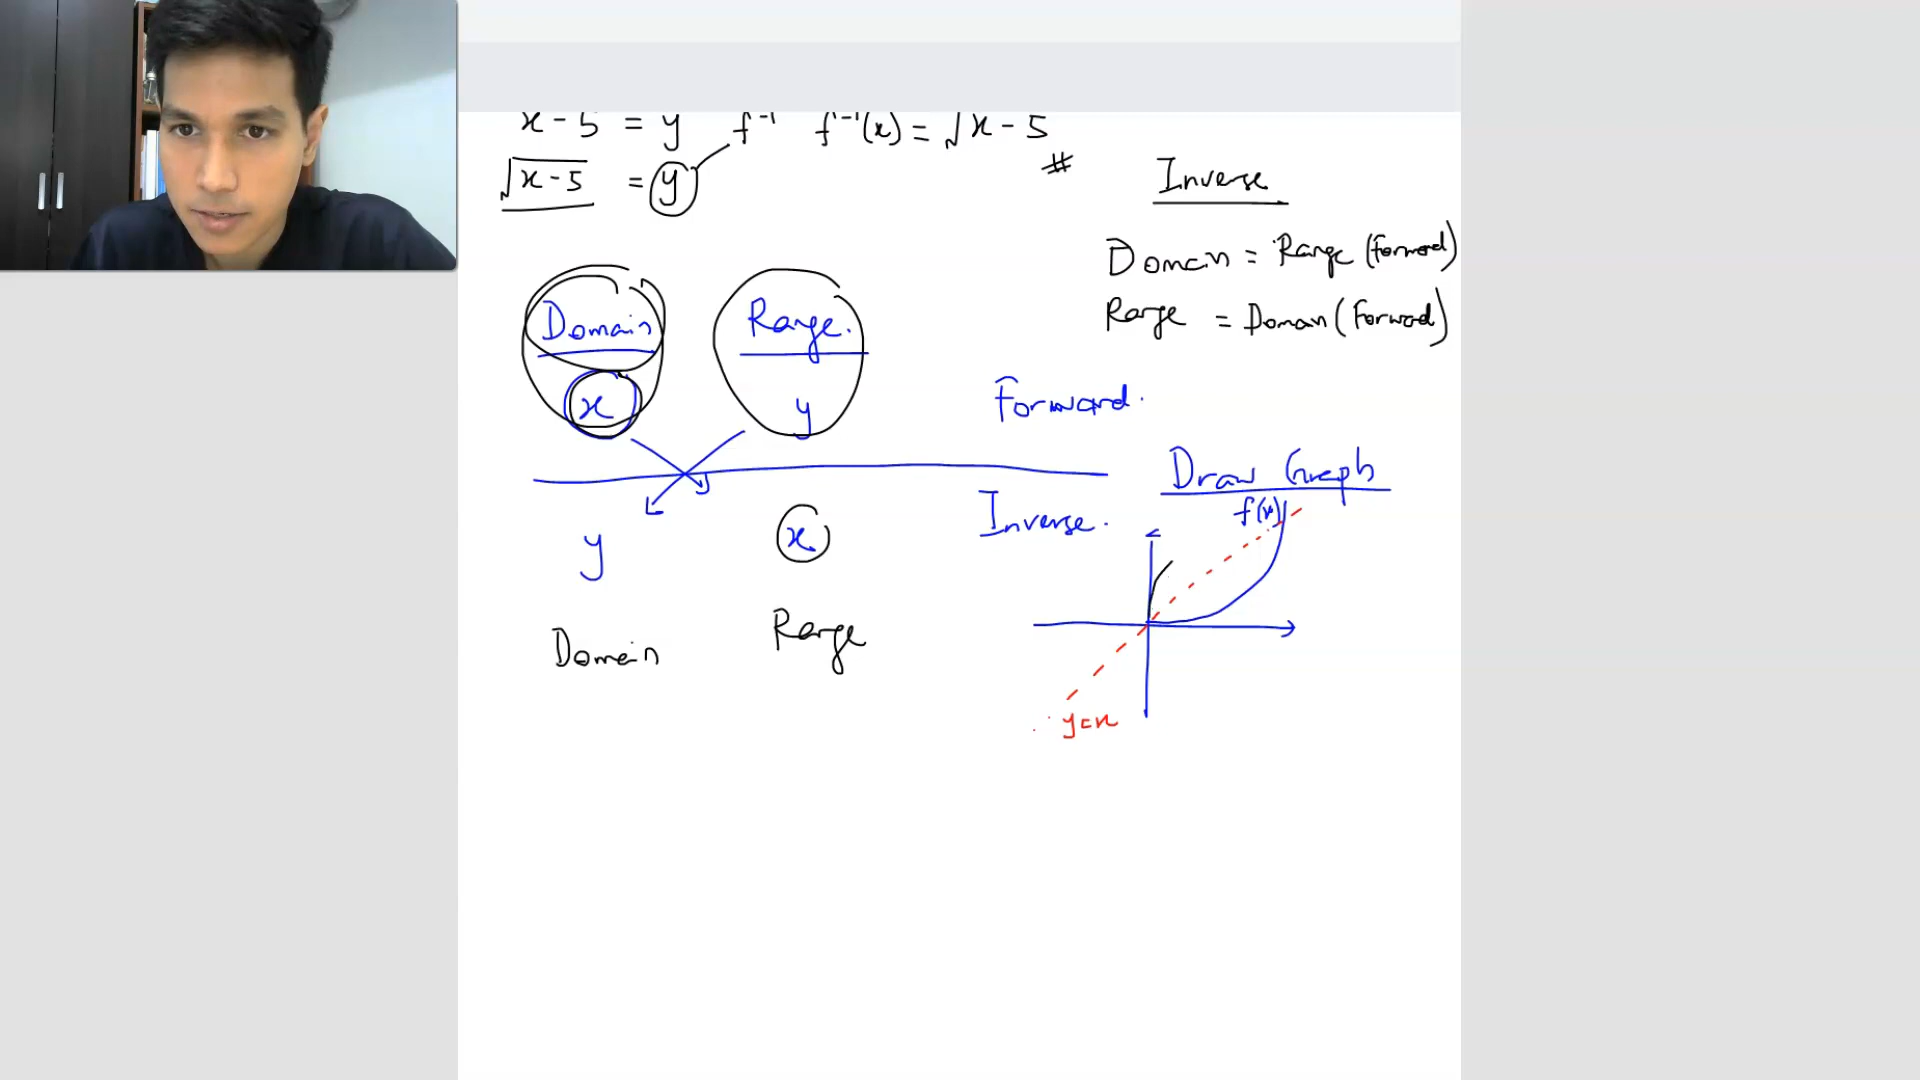 x - 5 = y f⁻¹ f⁻¹(x) = √x - 5
√x - 5 = y #
Inverse
Domain = Range (Forward)
Range = Domain (Forward)
Domain Range.
x y
Forward.
Draw Graph
f(x)
Inverse.
y x
Domain Range
y=x